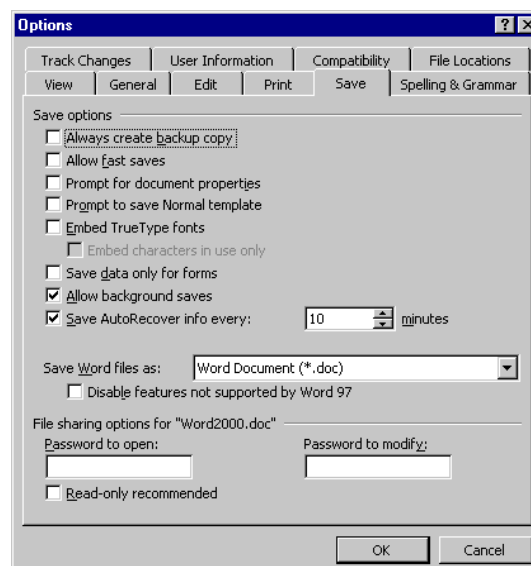 Options
Track Changes User Information Compatibility File Locations
View General Edit Print Save Spelling & Grammar
Save options
Always create backup copy
Allow fast saves
Prompt for document properties
Prompt to save Normal template
Embed TrueType fonts
Embed characters in use only
Save data only for forms
Allow background saves
Save AutoRecover info every: 10 minutes
Save Word files as: Word Document (*.doc)
Disable features not supported by Word 97
File sharing options for "Word2000.doc"
Password to open: Password to modify:
Read-only recommended
OK Cancel